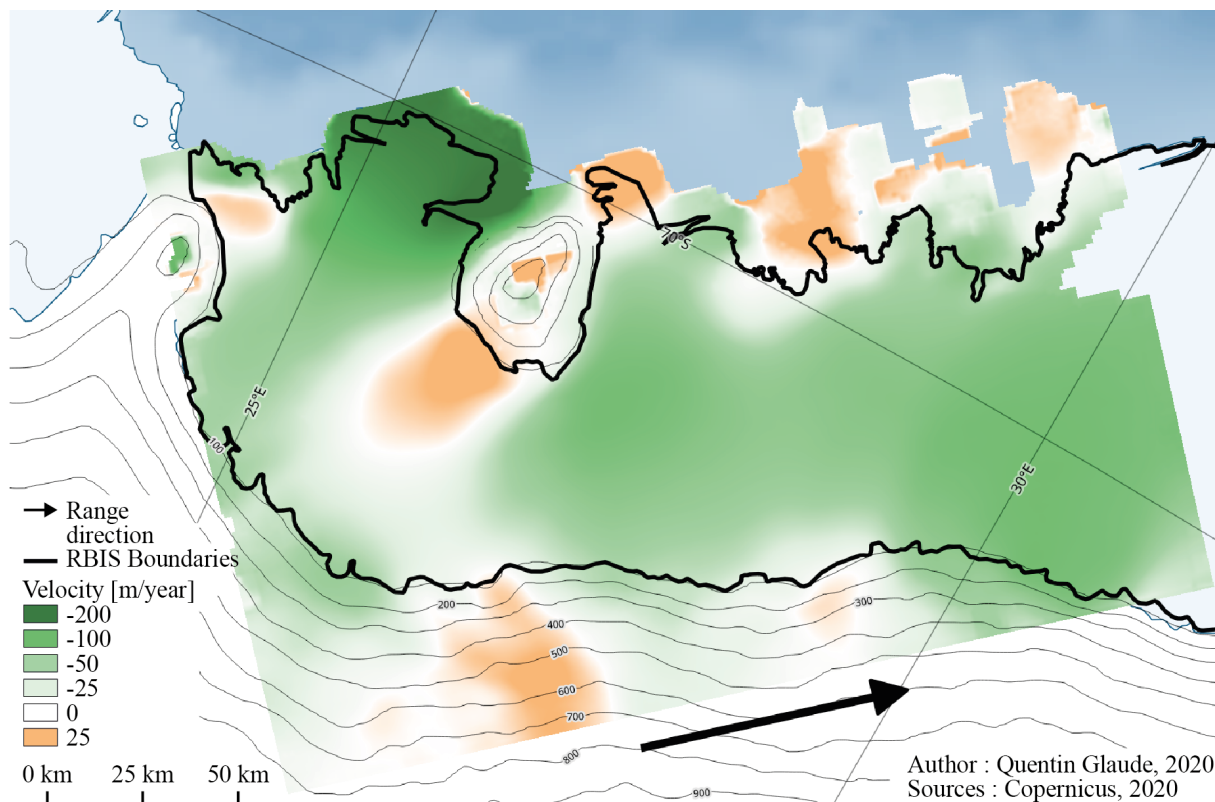 70°S
25°E
100
30°E
Range
direction
RBIS Boundaries
Velocity [m/year]
-200
-100
-50
-25
0
25
200
300
400
500
600
700
800
900
0 km 25 km 50 km
Author : Quentin Glaude, 2020
Sources : Copernicus, 2020